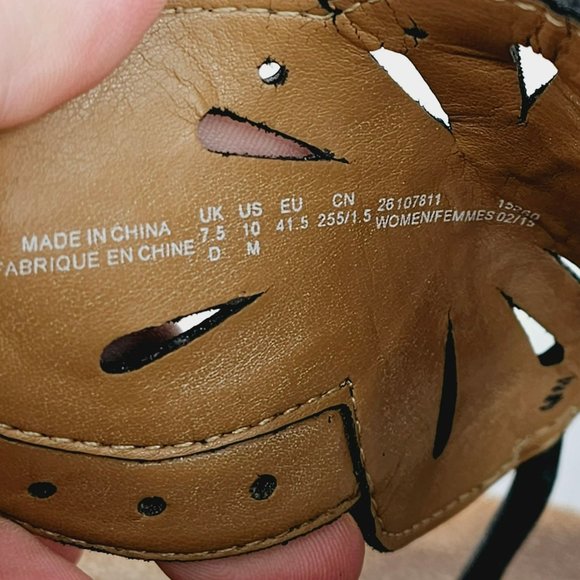 MADE IN CHINA UK US EU CN 26107811
FABRIQUE EN CHINE 7.5 10 41.5 255/1.5 WOMEN/FEMMES 02/15
D M